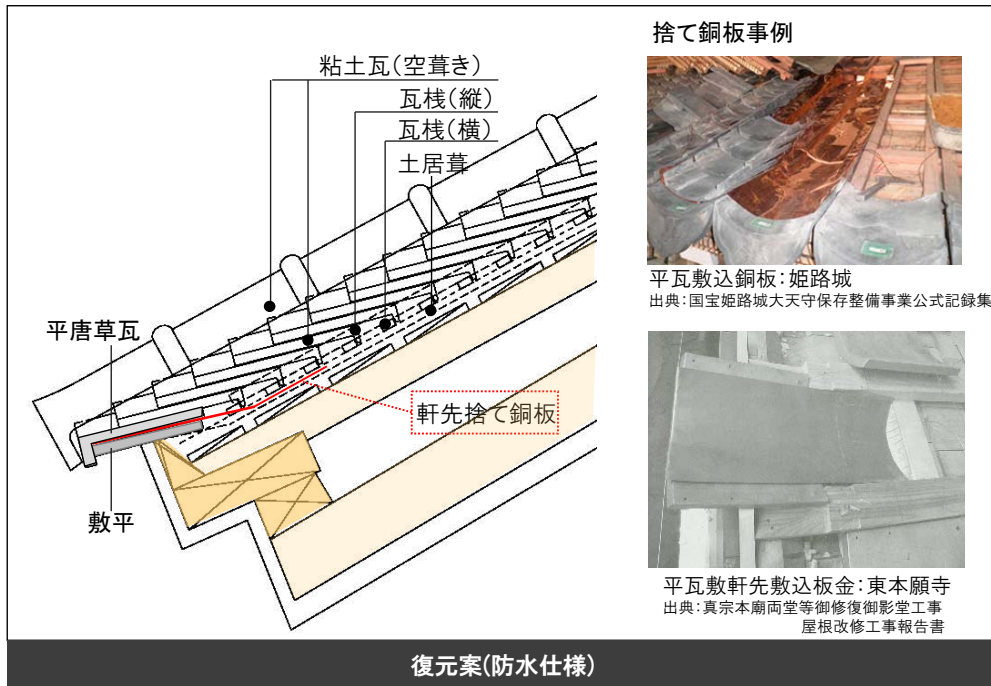 粘土瓦(空葺き)
瓦桟(縦)
瓦桟(横)
土居葺
平唐草瓦
軒先捨て銅板
敷平
捨て銅板事例
平瓦敷込銅板:姫路城
出典:国宝姫路城大天守保存整備事業公式記録集
平瓦敷軒先敷込板金:東本願寺
出典:真宗本廟両堂等御修復御影堂工事
屋根改修工事報告書
復元案(防水仕様)